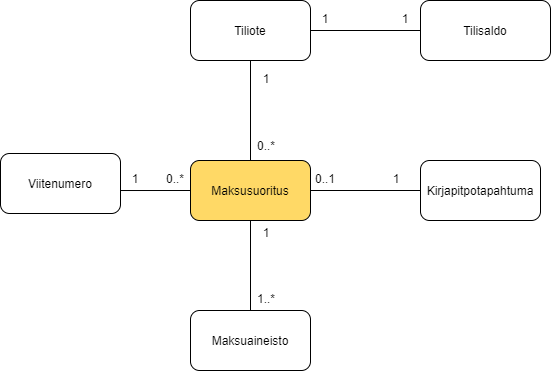 Tiliote
1
1
Tilisaldo
1
0..*
Viitenumero
1
0..*
Maksusuoritus
0..1
1
Kirjapitpotapahtuma
1
1..*
Maksuaineisto